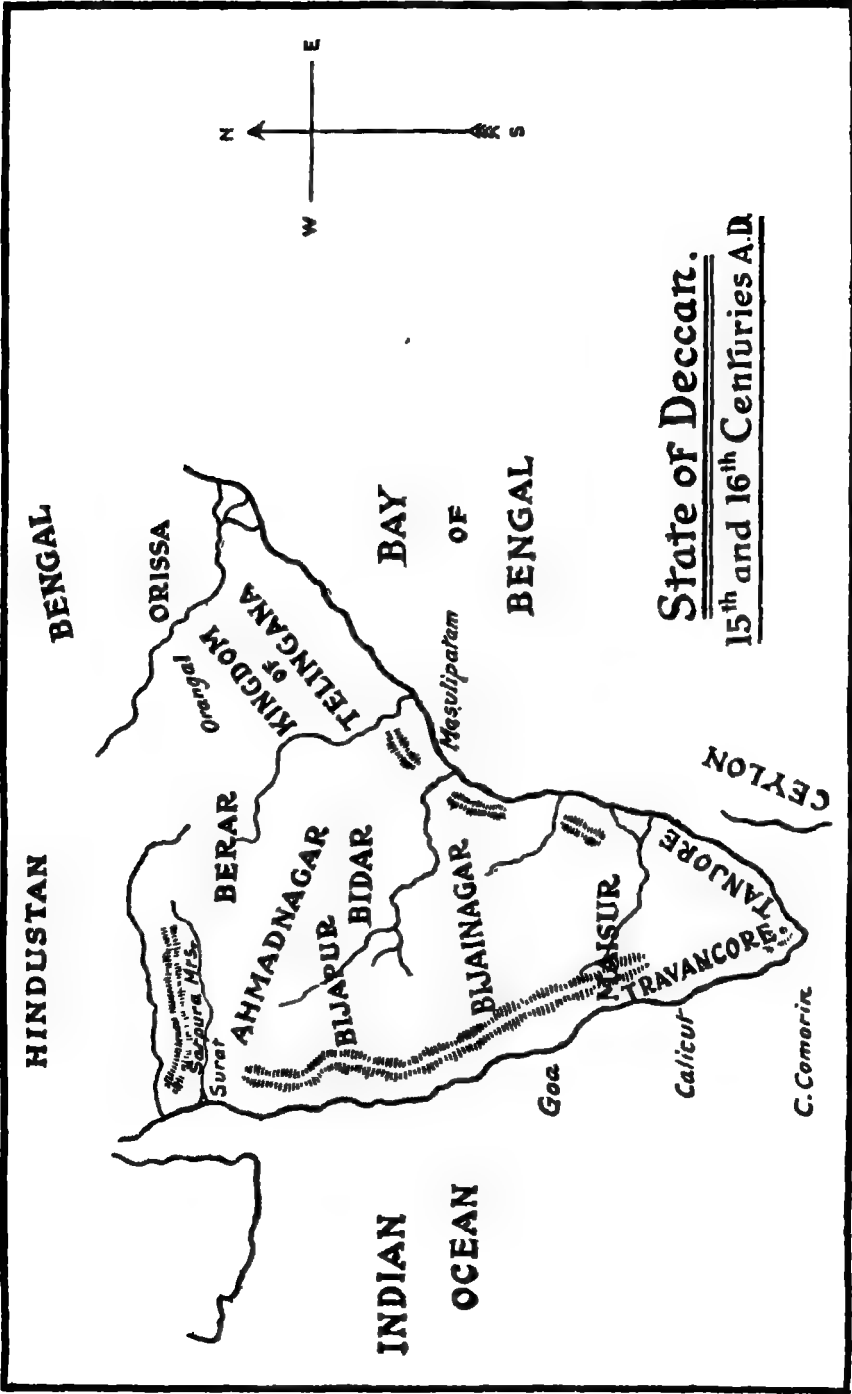 HINDUSTAN
BENGAL
ORISSA
Satpura Mts.
Surat
BERAR
Orangal
KINGDOM
OF
TELINGANA
AHMADNAGAR
BIJAPUR
BIDAR
Masulipatam
INDIAN
OCEAN
BAY
OF
BENGAL
BIJAINAGAR
Goa
MAISUR
Calicut
TRAVANCORE
TANJORE
C. Comorin
CEYLON
N
W
E
S
State of Deccan.
15th and 16th Centuries A.D.